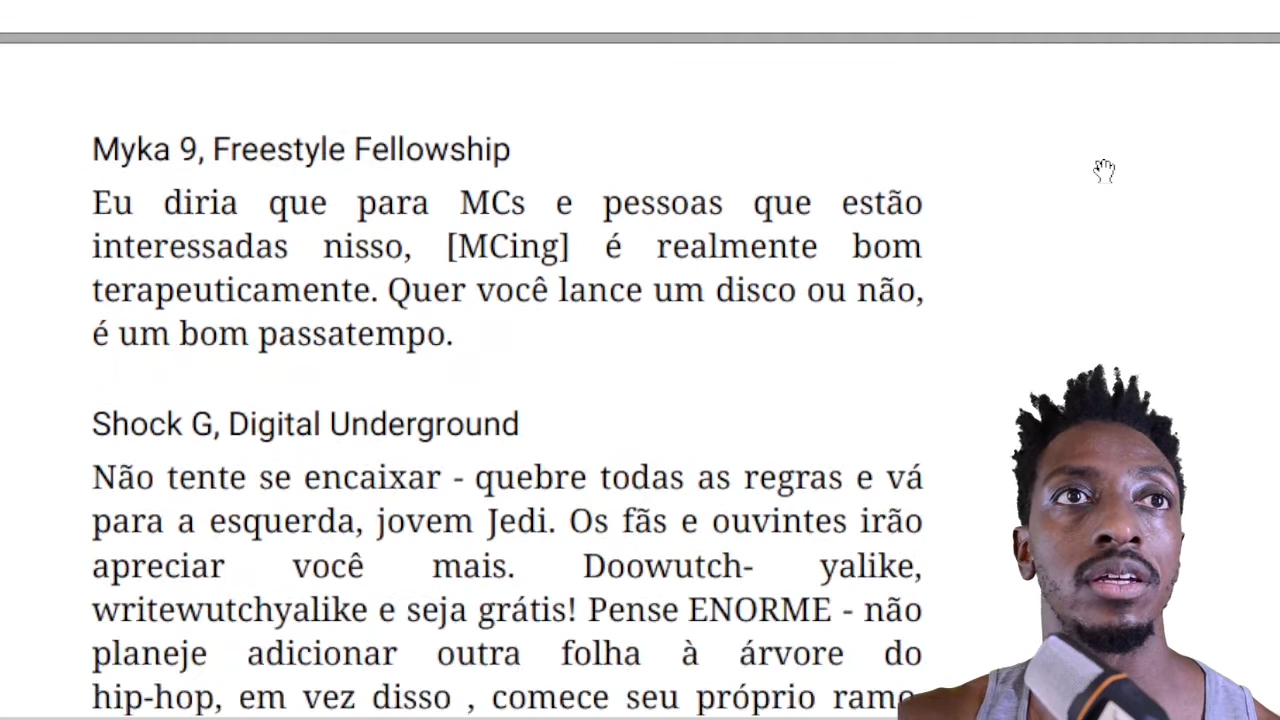 Myka 9, Freestyle Fellowship
Eu diria que para MCs e pessoas que estão
interessadas nisso, [MCing] é realmente bom
terapeuticamente. Quer você lance um disco ou não,
é um bom passatempo.
Shock G, Digital Underground
Não tente se encaixar - quebre todas as regras e vá
para a esquerda, jovem Jedi. Os fãs e ouvintes irão
apreciar você mais. Doowutch- yalike,
writewutchyalike e seja grátis! Pense ENORME - não
planeje adicionar outra folha à árvore do
hip-hop, em vez disso , comece seu próprio ramo